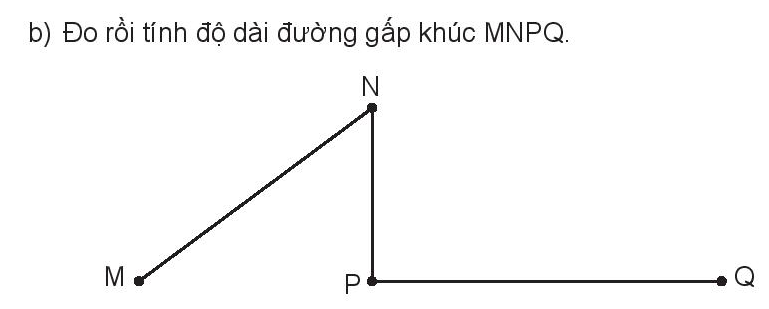 b) Đo rồi tính độ dài đường gấp khúc MNPQ.
N
M
P
Q